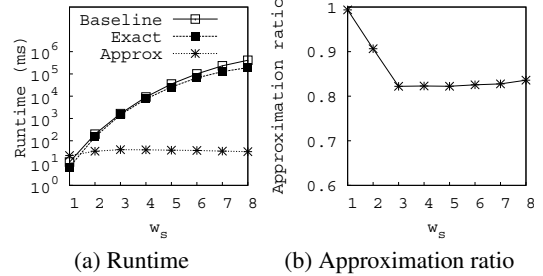 Baseline
Exact
Approx
Runtime (ms)
10^6
10^5
10^4
10^3
10^2
10^1
10^0
1 2 3 4 5 6 7 8
w_s
(a) Runtime
Approximation ratio
1
0.9
0.8
0.7
0.6
1 2 3 4 5 6 7 8
w_s
(b) Approximation ratio